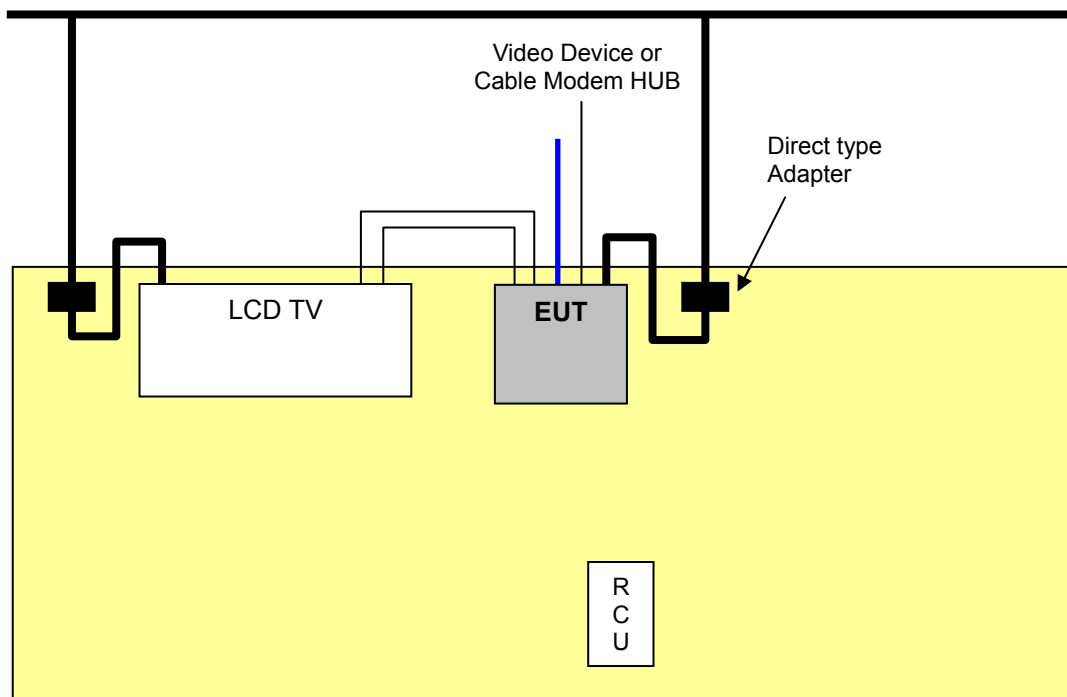 Video Device or
Cable Modem HUB
Direct type
Adapter
LCD TV
EUT
R
C
U